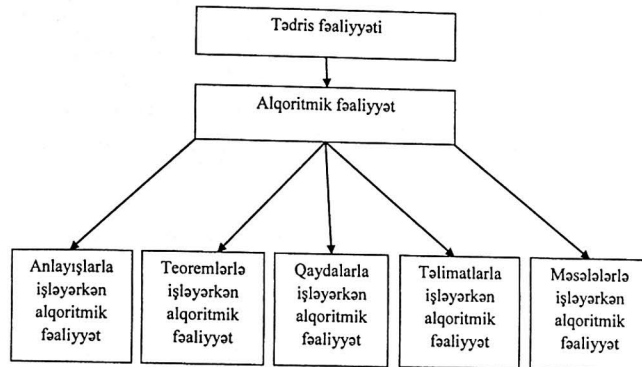 Tədris fəaliyyəti
Alqoritmik fəaliyyət
Anlayışlarla
işləyərkən
alqoritmik
fəaliyyət
Teoremlərlə
işləyərkən
alqoritmik
fəaliyyət
Qaydalarla
işləyərkən
alqoritmik
fəaliyyət
Təlimatlarla
işləyərkən
alqoritmik
fəaliyyət
Məsələlərlə
işləyərkən
alqoritmik
fəaliyyət